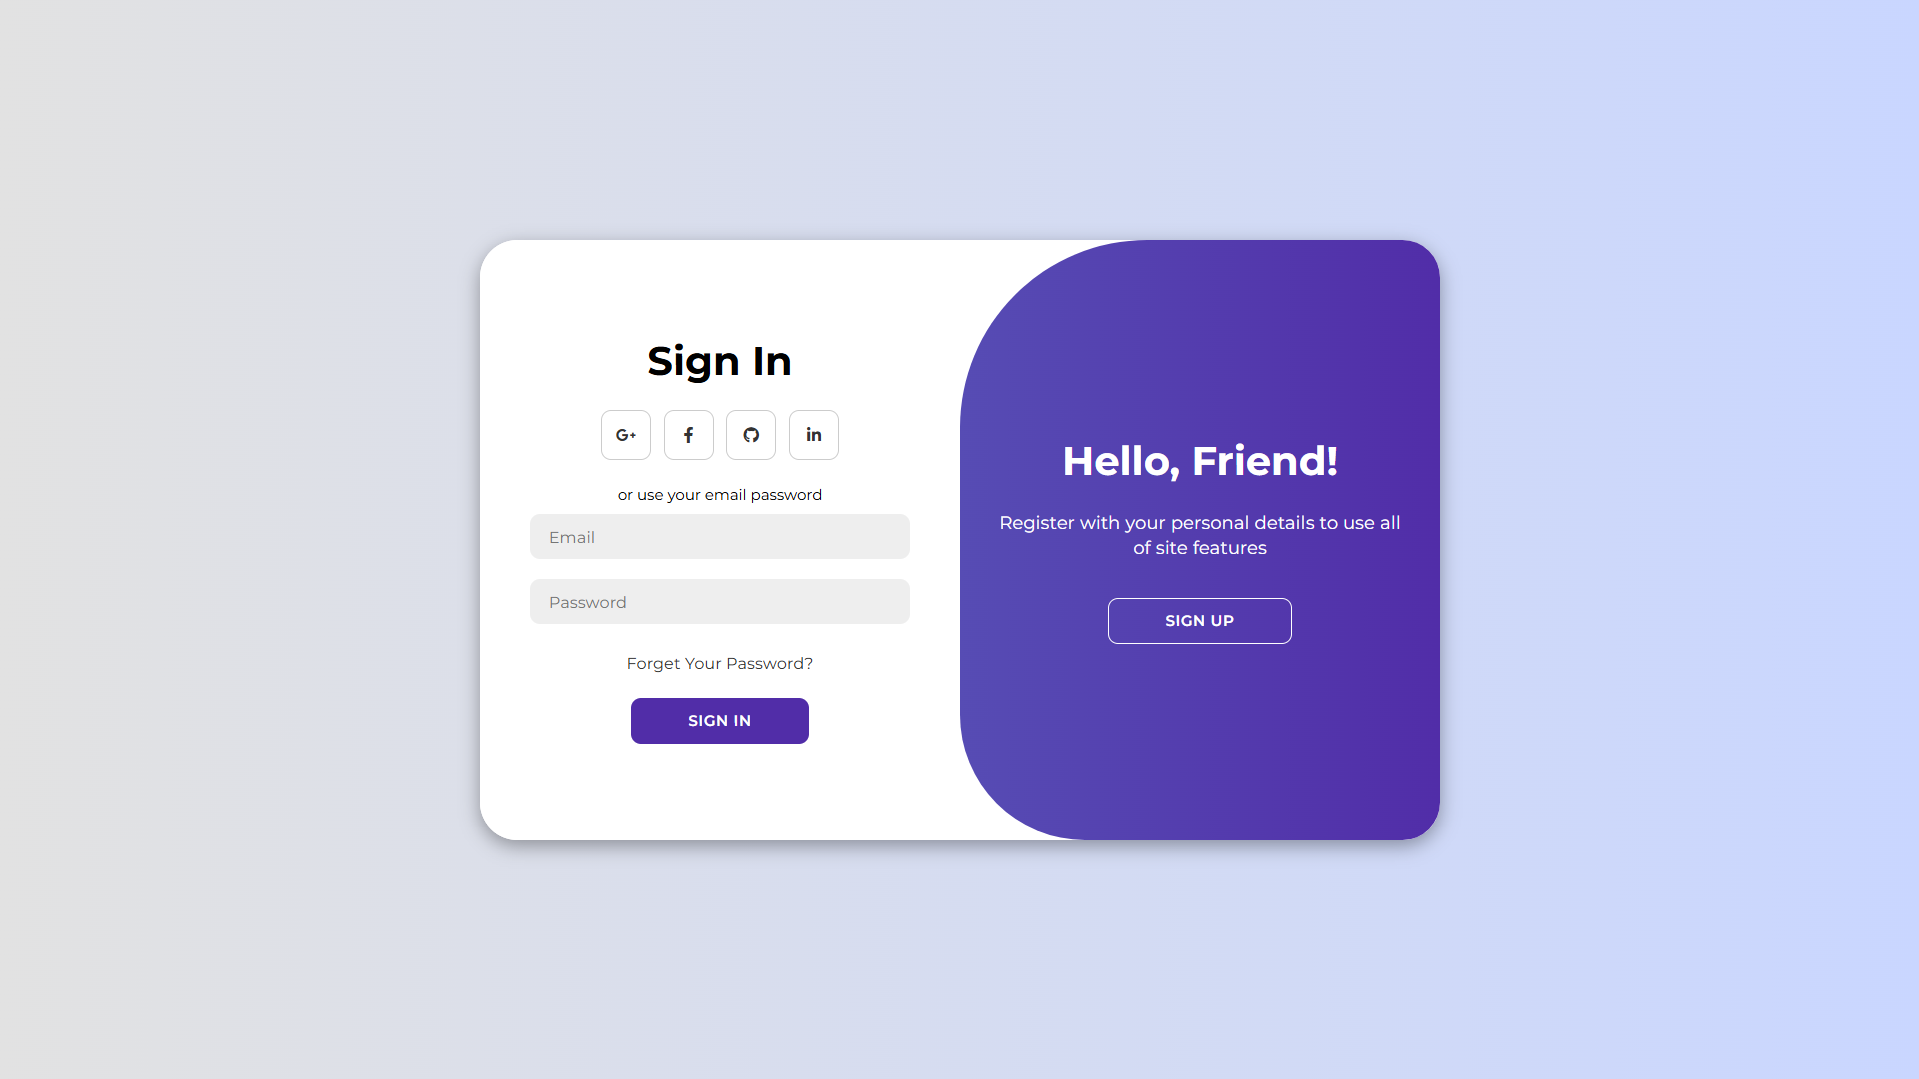 Sign In
G+
f
in
or use your email password
Email
Password
Forget Your Password?
SIGN IN
Hello, Friend!
Register with your personal details to use all
of site features
SIGN UP